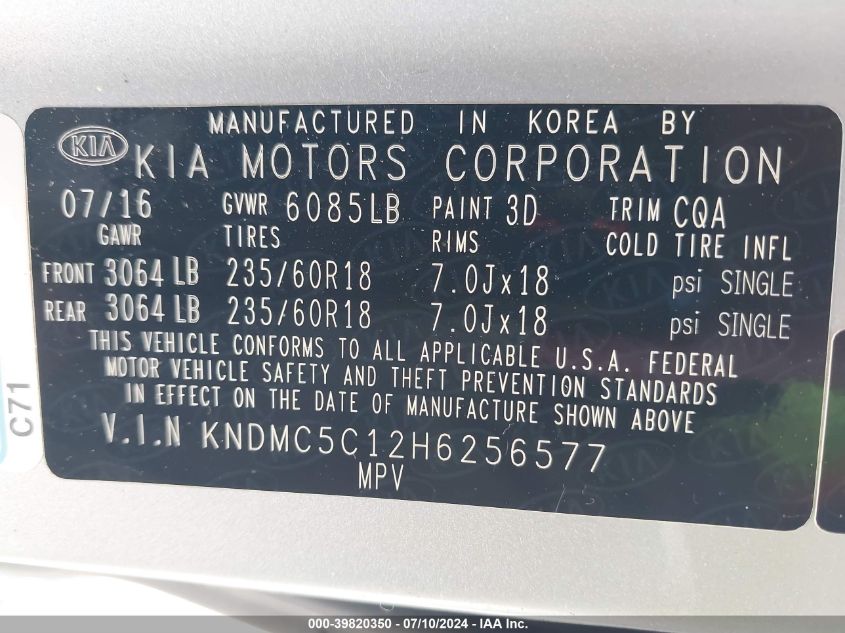 MANUFACTURED IN KOREA BY
KIA KIA MOTORS CORPORATION
07/16 GVWR 6085LB PAINT 3D TRIM CQA
GAWR TIRES RIMS COLD TIRE INFL
FRONT 3064 LB 235/60R18 7.0Jx18 psi SINGLE
REAR 3064 LB 235/60R18 7.0Jx18 psi SINGLE
THIS VEHICLE CONFORMS TO ALL APPLICABLE U.S.A. FEDERAL
MOTOR VEHICLE SAFETY AND THEFT PREVENTION STANDARDS
IN EFFECT ON THE DATE OF MANUFACTURE SHOWN ABOVE
V.I.N KNDMC5C12H6256577
MPV
C71
000-39820350 - 07/10/2024 - IAA Inc.